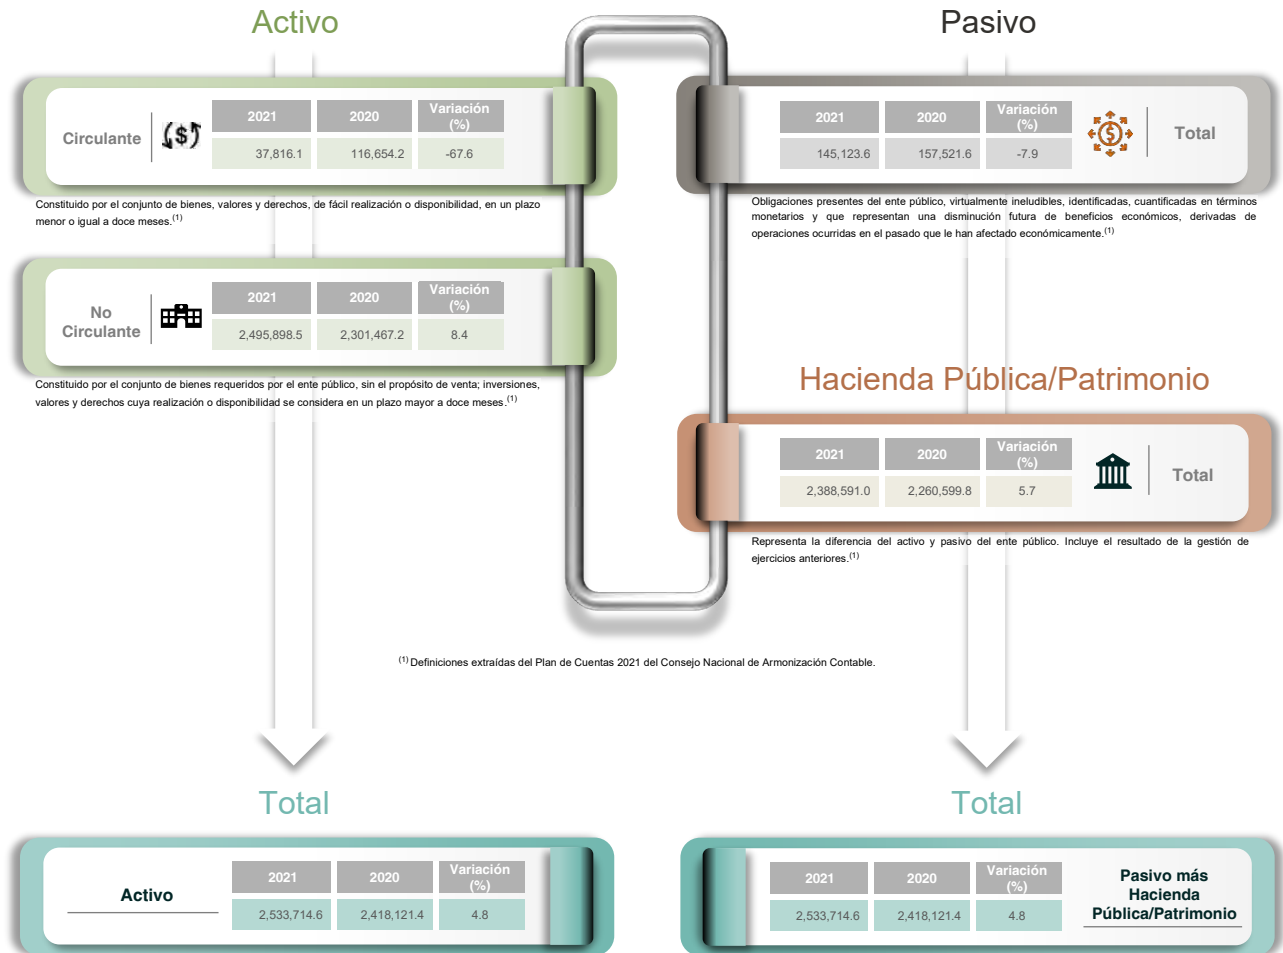 Activo
Circulante
2021 2020 Variación (%)
37,816.1 116,654.2 -67.6
Constituido por el conjunto de bienes, valores y derechos, de fácil realización o disponibilidad, en un plazo
menor o igual a doce meses.(1)
No
Circulante
2021 2020 Variación (%)
2,495,898.5 2,301,467.2 8.4
Constituido por el conjunto de bienes requeridos por el ente público, sin el propósito de venta; inversiones,
valores y derechos cuya realización o disponibilidad se considera en un plazo mayor a doce meses.(1)
Pasivo
2021 2020 Variación (%)
145,123.6 157,521.6 -7.9
$
Total
Obligaciones presentes del ente público, virtualmente ineludibles, identificadas, cuantificadas en términos
monetarios y que representan una disminución futura de beneficios económicos, derivadas de
operaciones ocurridas en el pasado que le han afectado económicamente.(1)
Hacienda Pública/Patrimonio
2021 2020 Variación (%)
2,388,591.0 2,260,599.8 5.7
Total
Representa la diferencia del activo y pasivo del ente público. Incluye el resultado de la gestión de
ejercicios anteriores.(1)
(1) Definiciones extraídas del Plan de Cuentas 2021 del Consejo Nacional de Armonización Contable.
Total
Activo
2021 2020 Variación (%)
2,533,714.6 2,418,121.4 4.8
Total
2021 2020 Variación (%)
2,533,714.6 2,418,121.4 4.8
Pasivo más
Hacienda
Pública/Patrimonio